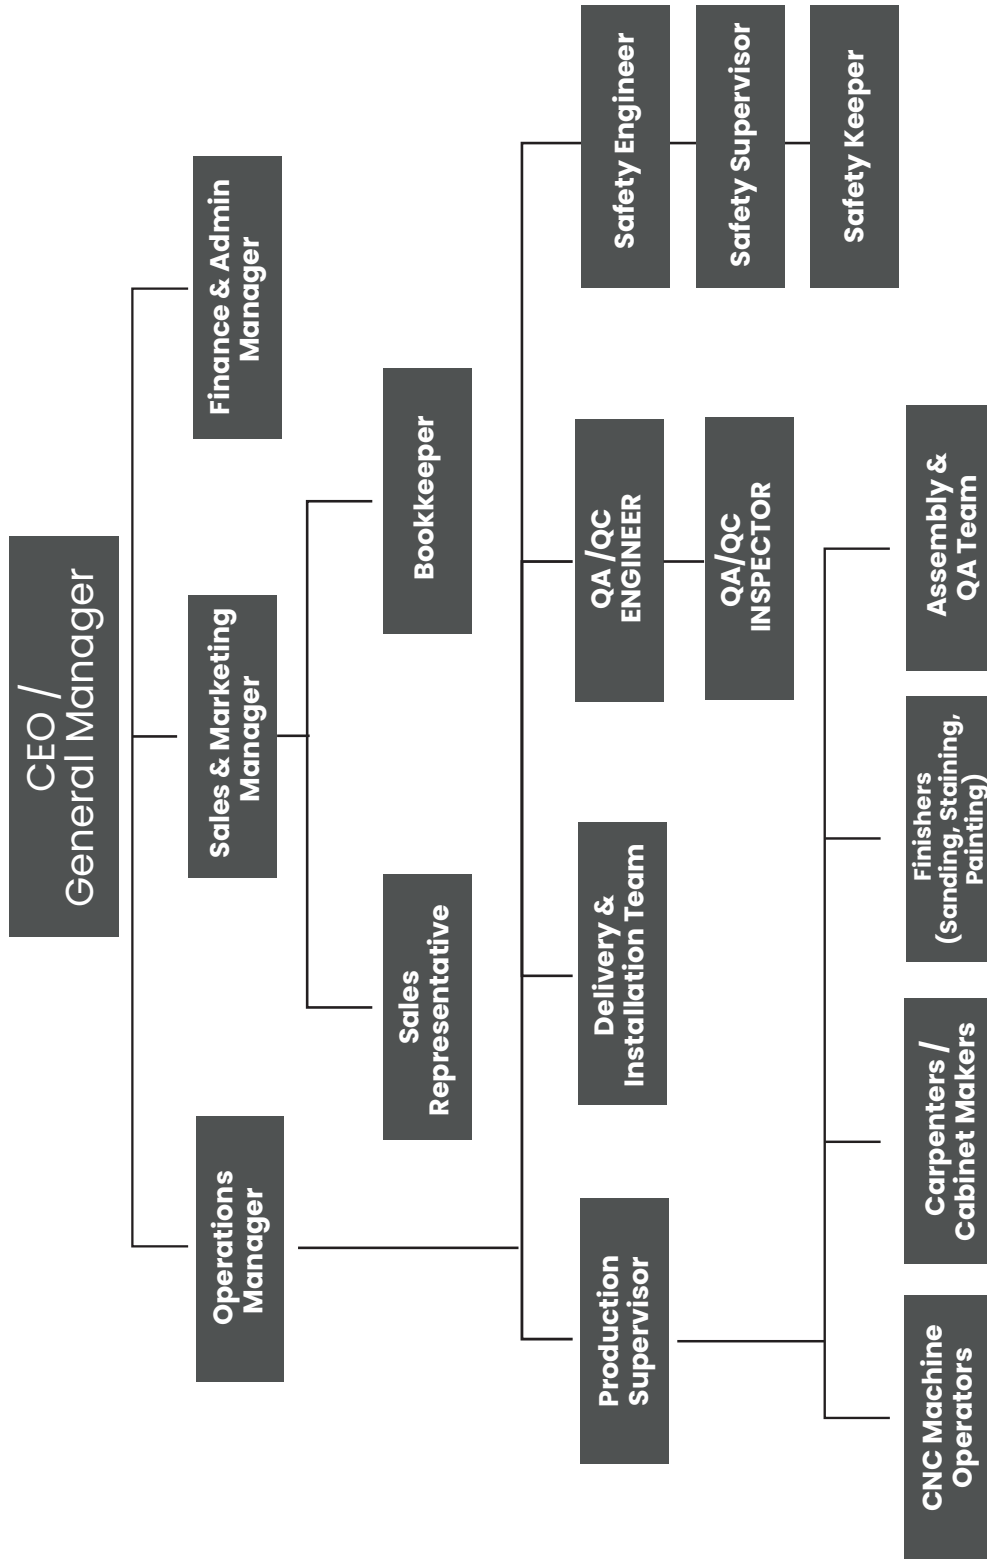 CEO /
General Manager
Operations
Manager
Sales & Marketing
Manager
Finance & Admin
Manager
Sales
Representative
Bookkeeper
Production
Supervisor
Delivery &
Installation Team
QA /QC
ENGINEER
Safety Engineer
QA/QC
INSPECTOR
Safety Supervisor
Safety Keeper
CNC Machine
Operators
Carpenters /
Cabinet Makers
Finishers
(Sanding, Staining,
Painting)
Assembly &
QA Team